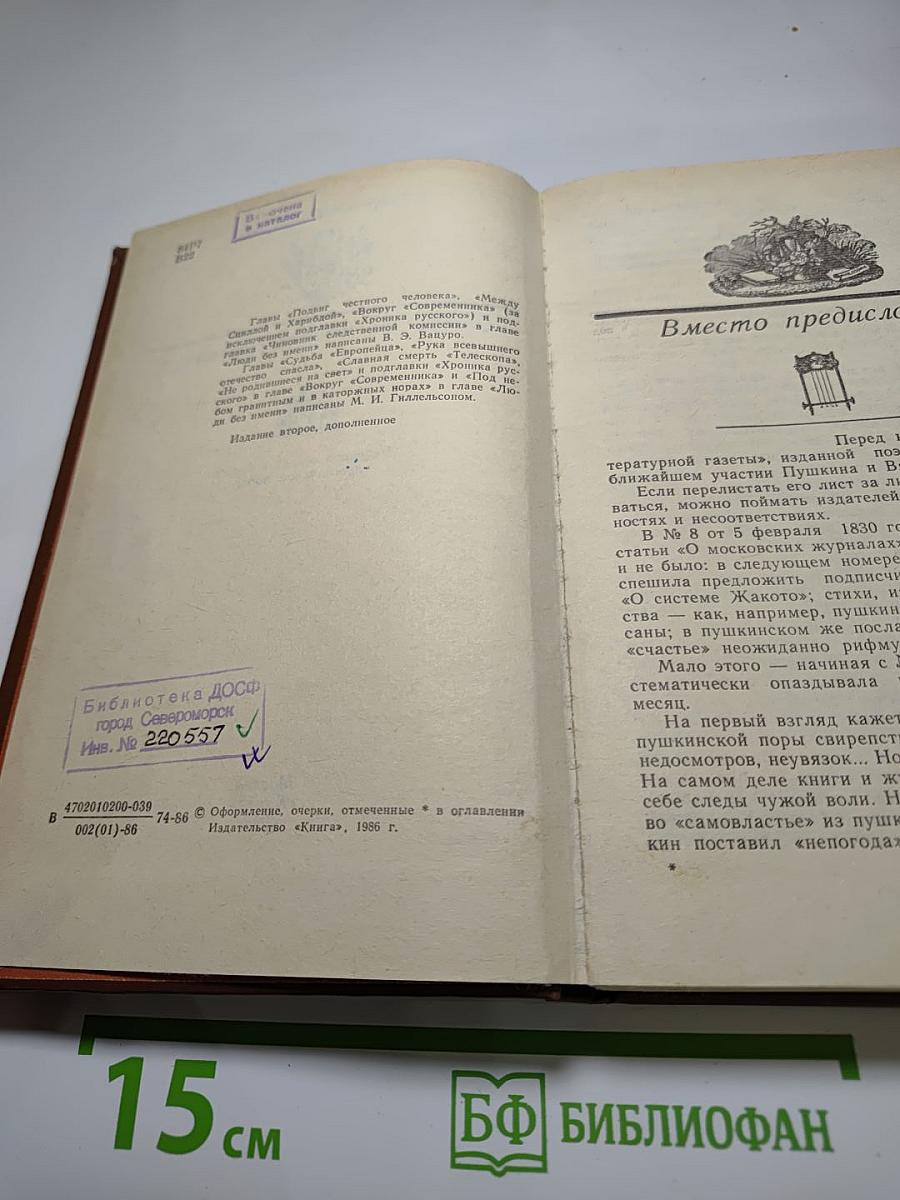 Включена
в каталог
8Р7
В22
Главы «Подвиг честного человека», «Между
Сциллой и Харибдой», «Вокруг «Современника» (за
исключением подглавки «Хроника русского») и под-
главка «Чиновник следственной комиссии» в главе
«Люди без имени» написаны В. Э. Вацуро.
Главы «Судьба «Европейца», «Рука всевышнего
отечество спасла», «Славная смерть «Телескопа»,
«Не родившиеся на свет» и подглавки «Хроника рус-
ского» в главе «Вокруг «Современника» и «Под не-
бом гранитным и в каторжных норах» в главе «Лю-
ди без имени» написаны М. И. Гиллельсоном.
Издание второе, дополненное
Библиотека ДОСФ
город Североморск
Инв. № 220557
В 4702010200-039
002(01)-86
74-86
© Оформление, очерки, отмеченные * в оглавлении
Издательство «Книга», 1986 г.
Вместо предисло
Перед
тературной газеты», изданной поэ
ближайшем участии Пушкина и Вя
Если перелистать его лист за ли
ваться, можно поймать издателей
ностях и несоответствиях.
В № 8 от 5 февраля 1830 го
статьи «О московских журналах»
и не было: в следующем номере
спешила предложить подписчи
«О системе Жакото»; стихи, и
ства — как, например, пушкин
саны; в пушкинском же посла
«счастье» неожиданно рифму
Мало этого — начиная с
стематически опаздывала
месяц.
На первый взгляд кажет
пушкинской поры свирепств
недосмотров, неувязок... Но
На самом деле книги и ж
себе следы чужой воли. Н
во «самовластье» из пушк
кин поставил «непогода»
*
15 см
БФ БИБЛИОФАН